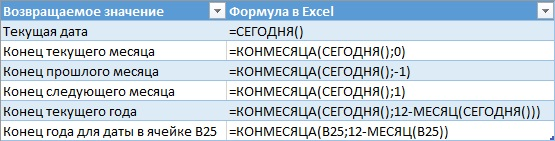 Возвращаемое значение Формула в Excel
Текущая дата =СЕГОДНЯ()
Конец текущего месяца =КОНМЕСЯЦА(СЕГОДНЯ();0)
Конец прошлого месяца =КОНМЕСЯЦА(СЕГОДНЯ();-1)
Конец следующего месяца =КОНМЕСЯЦА(СЕГОДНЯ();1)
Конец текущего года =КОНМЕСЯЦА(СЕГОДНЯ();12-МЕСЯЦ(СЕГОДНЯ()))
Конец года для даты в ячейке B25 =КОНМЕСЯЦА(B25;12-МЕСЯЦ(B25))